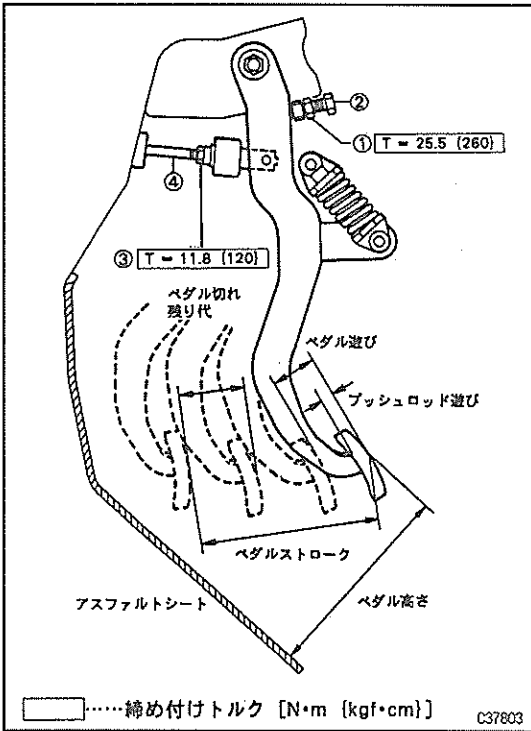 ②
① T = 25.5 {260}
④
③ T = 11.8 {120}
ペダル切れ
残り代
ペダル遊び
プッシュロッド遊び
ペダルストローク
アスファルトシート
ペダル高さ
……締め付けトルク [N・m {kgf・cm}]
C37803